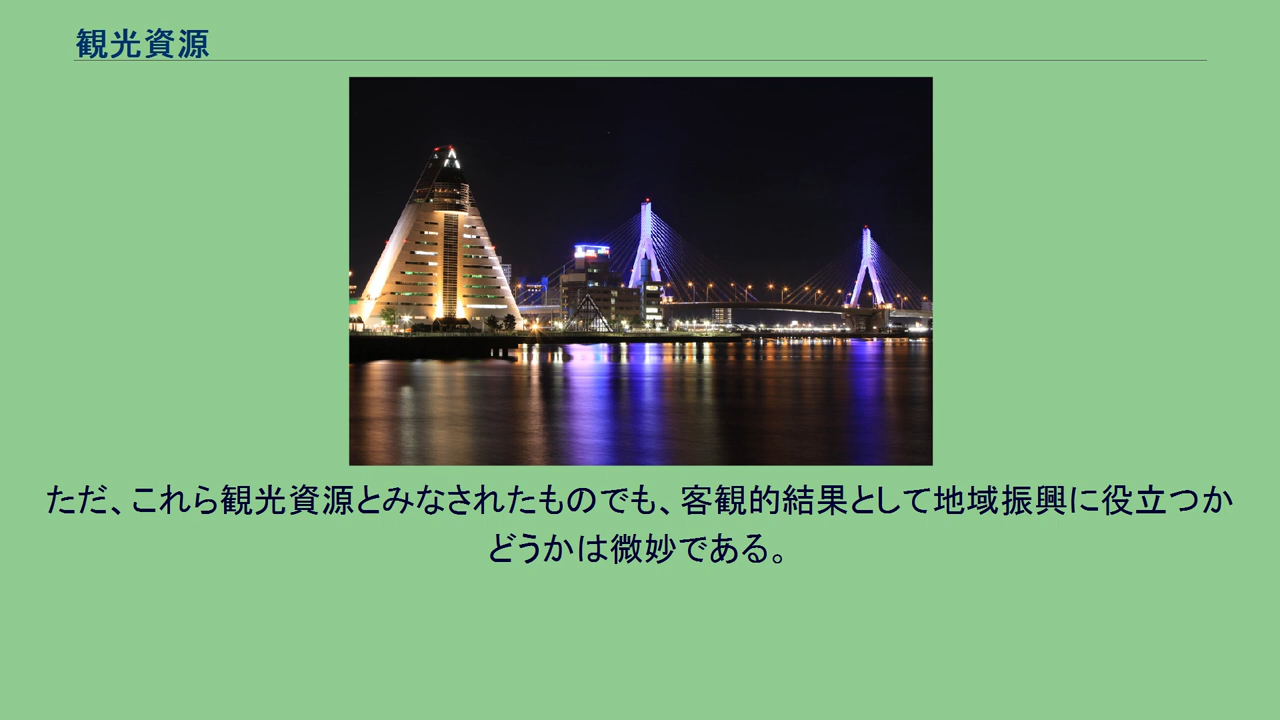 観光資源
ただ、これら観光資源とみなされたものでも、客観的結果として地域振興に役立つか
どうかは微妙である。